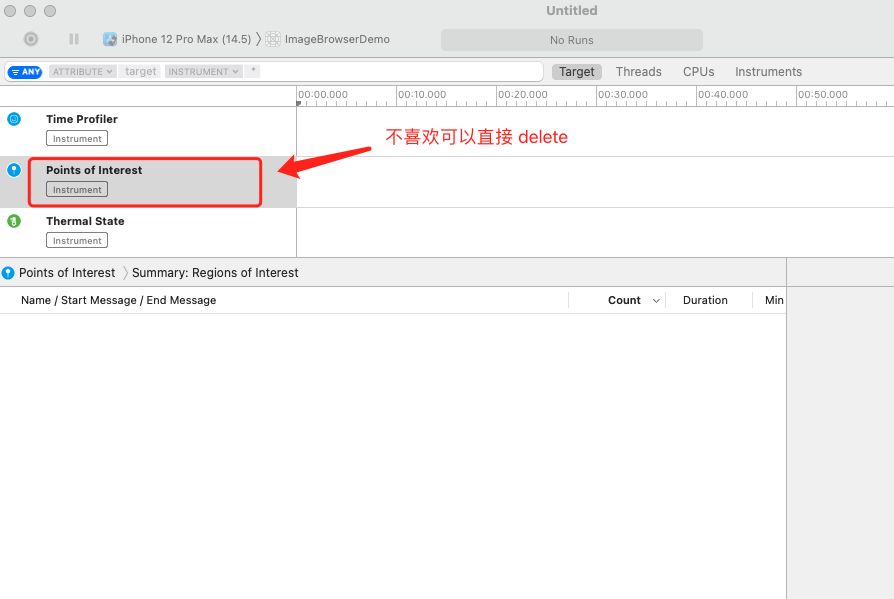 Untitled
iPhone 12 Pro Max (14.5) 〉 ImageBrowserDemo
No Runs
ANY ATTRIBUTE target INSTRUMENT *
Target Threads CPUs Instruments
00:00.000 00:10.000 00:20.000 00:30.000 00:40.000 00:50.000
Time Profiler
Instrument
不喜欢可以直接 delete
Points of Interest
Instrument
Thermal State
Instrument
Points of Interest 〉 Summary: Regions of Interest
Name / Start Message / End Message Count Duration Min